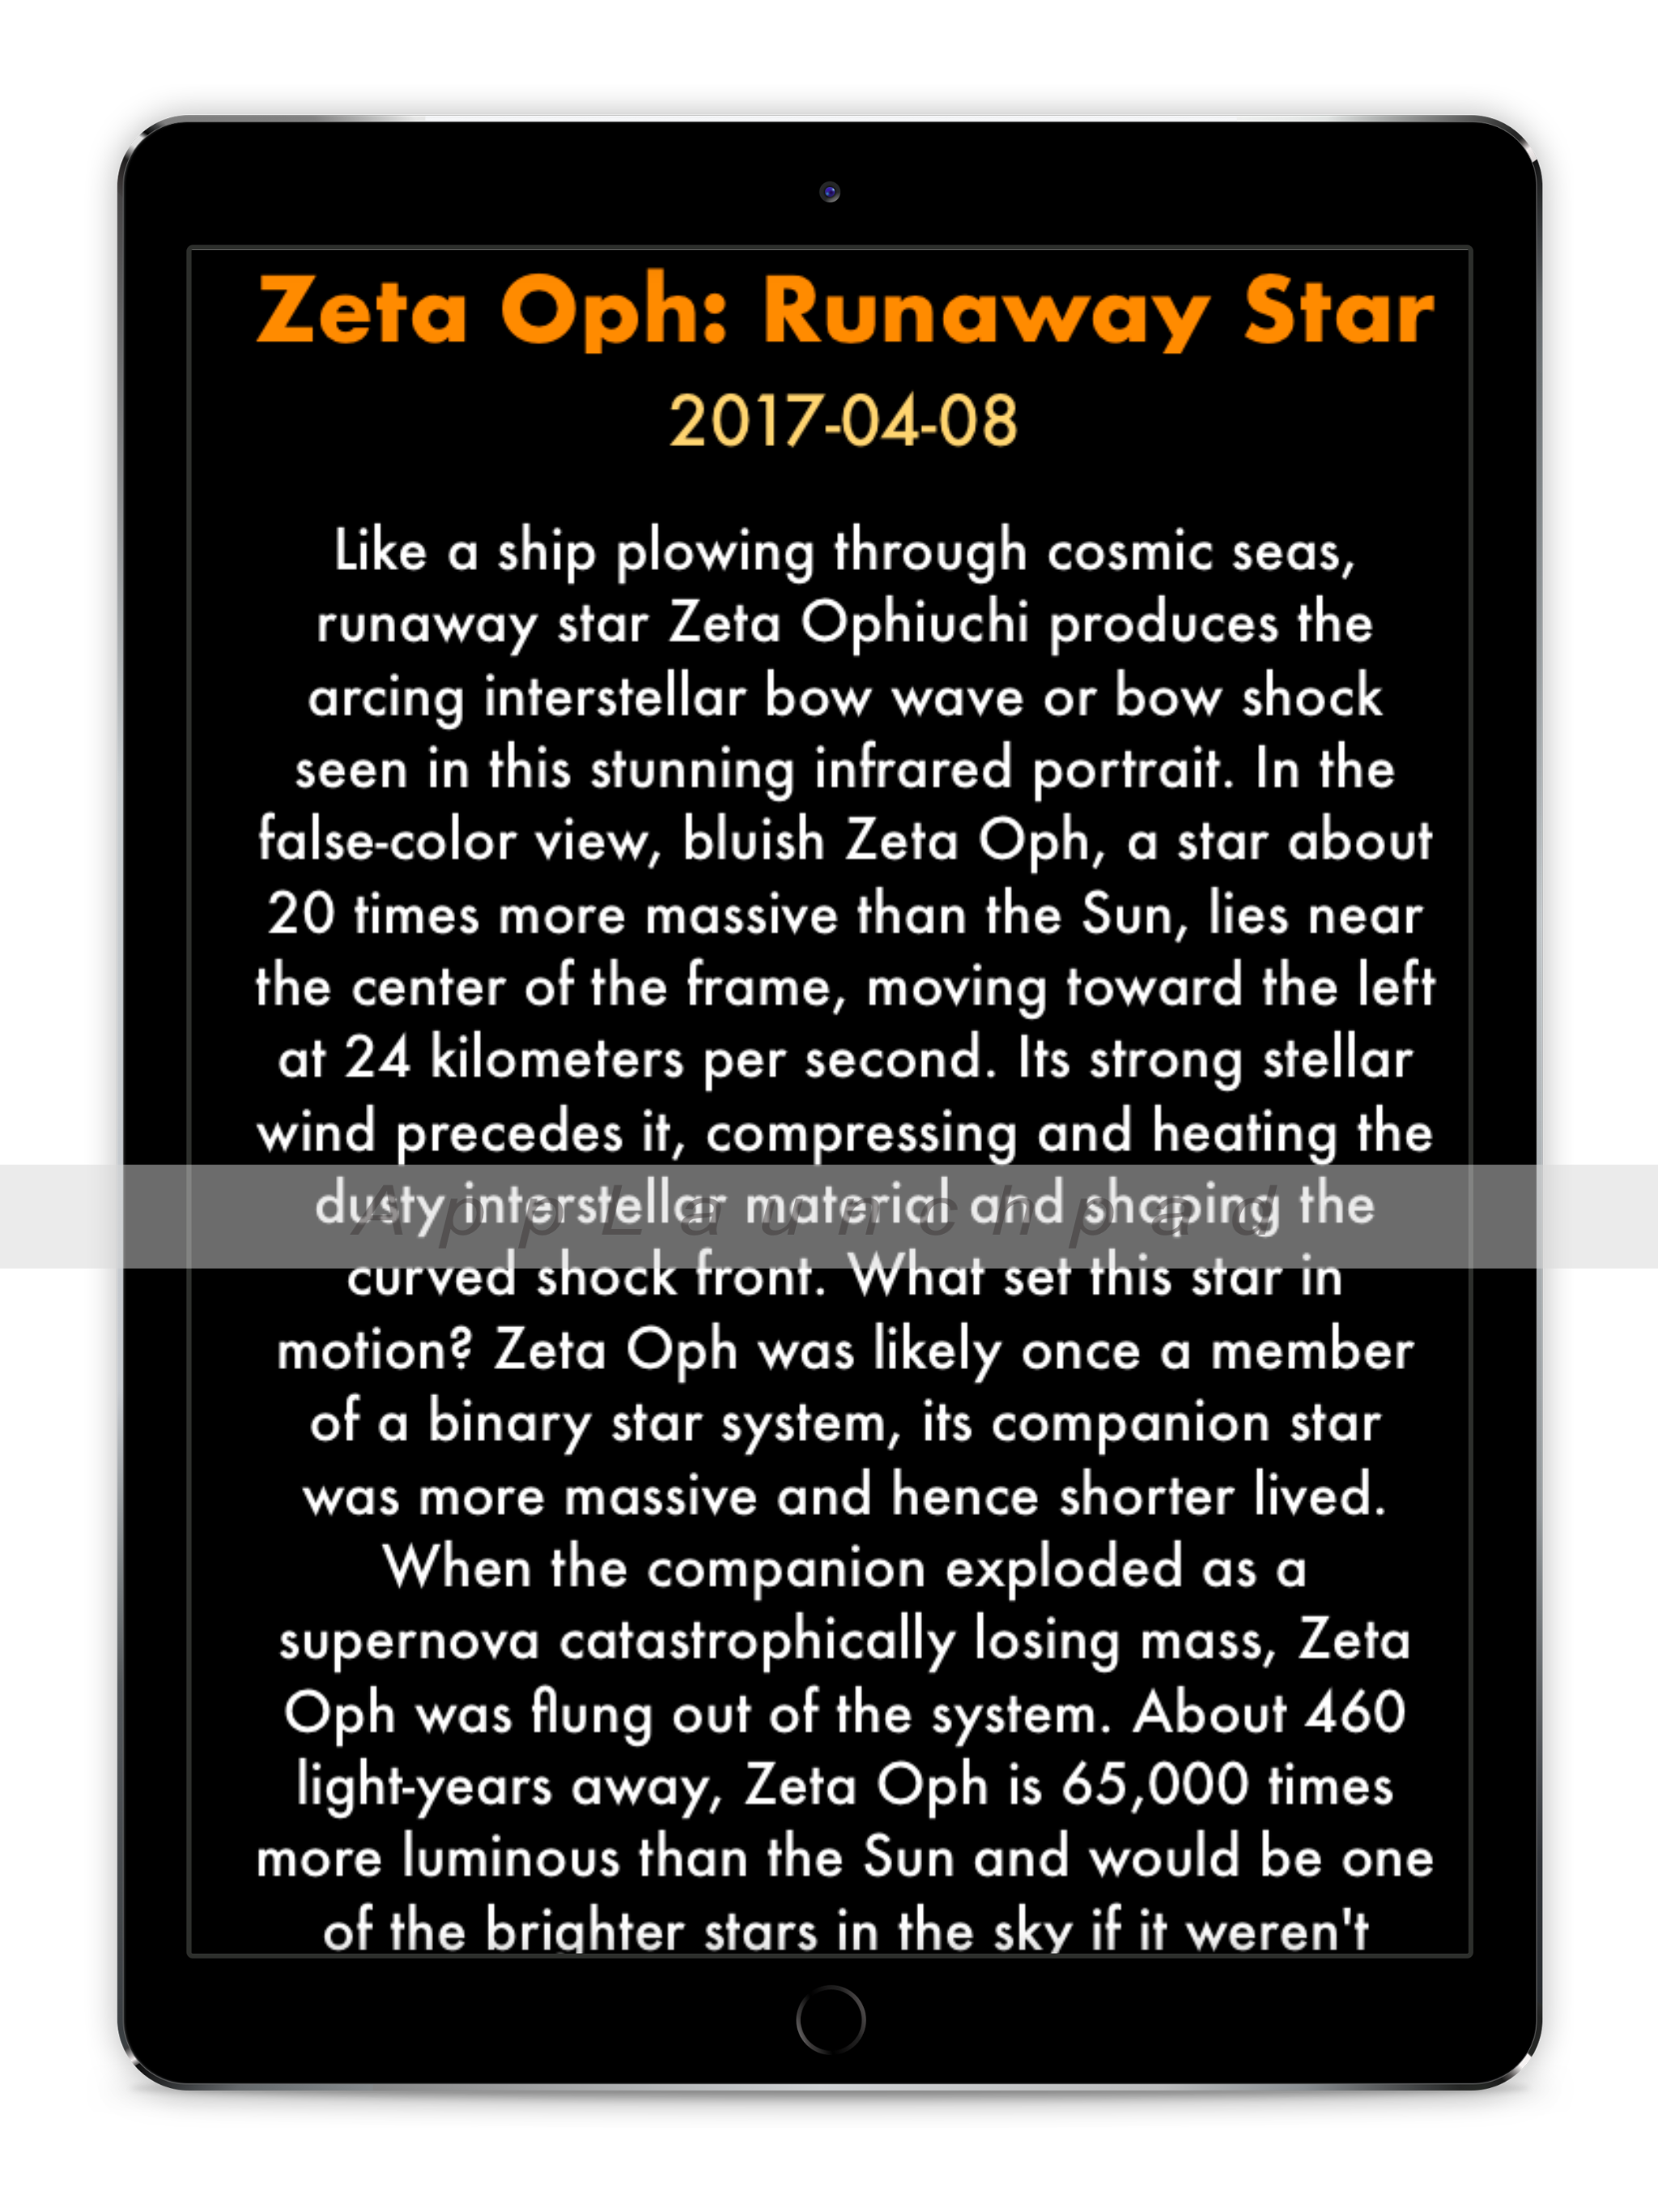 Zeta Oph: Runaway Star
2017-04-08
Like a ship plowing through cosmic seas,
runaway star Zeta Ophiuchi produces the
arcing interstellar bow wave or bow shock
seen in this stunning infrared portrait. In the
false-color view, bluish Zeta Oph, a star about
20 times more massive than the Sun, lies near
the center of the frame, moving toward the left
at 24 kilometers per second. Its strong stellar
wind precedes it, compressing and heating the
dusty interstellar material and shaping the
AppLaunchpad
curved shock front. What set this star in
motion? Zeta Oph was likely once a member
of a binary star system, its companion star
was more massive and hence shorter lived.
When the companion exploded as a
supernova catastrophically losing mass, Zeta
Oph was flung out of the system. About 460
light-years away, Zeta Oph is 65,000 times
more luminous than the Sun and would be one
of the brighter stars in the sky if it weren't